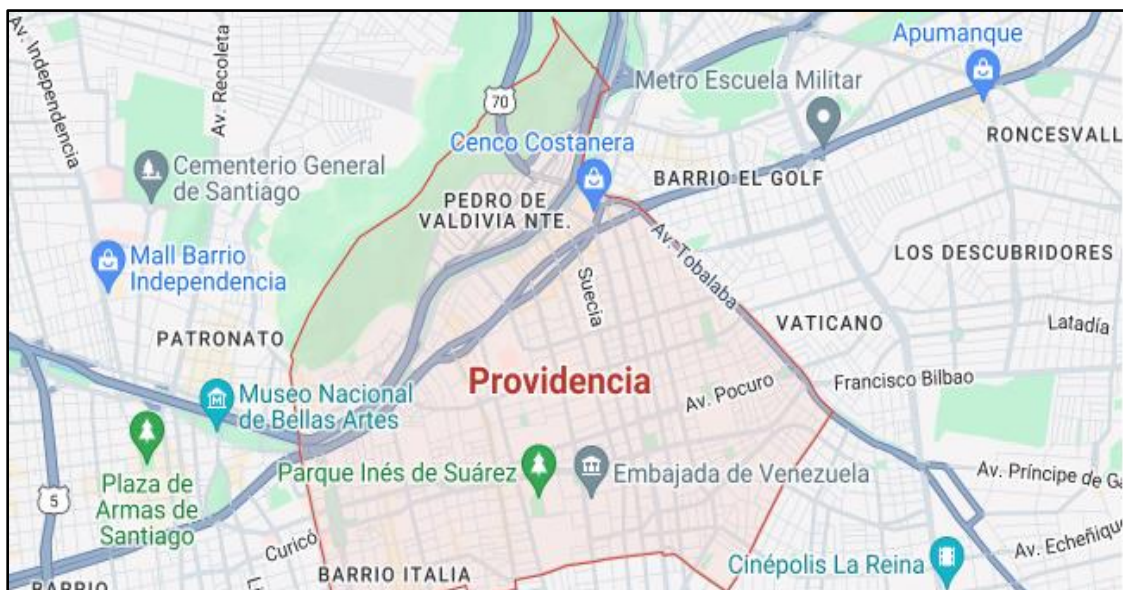 Av. Independencia
Av. Recoleta
70
Apumanque
Metro Escuela Militar
RONCESVALL
Cementerio General
de Santiago
Cenco Costanera
BARRIO EL GOLF
PEDRO DE
VALDIVIA NTE.
Mall Barrio
Independencia
Suecia
Av. Tobalaba
LOS DESCUBRIDORES
PATRONATO
VATICANO
Latadía
Providencia
Francisco Bilbao
Museo Nacional
de Bellas Artes
Av. Pocuro
Parque Inés de Suárez
Embajada de Venezuela
Av. Príncipe de Ga
5
Plaza de
Armas de
Santiago
Curicó
BARRIO ITALIA
Cinépolis La Reina
Av. Echeñique
BARRIO